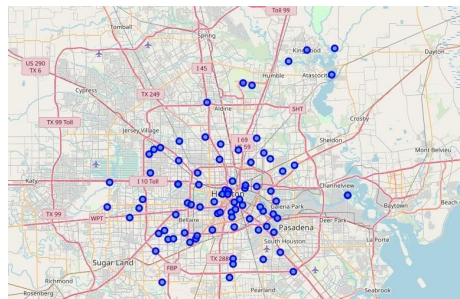 Toll 99
Tomball
Spring
Kingwood
Dayton
US 290
TX 6
I 45
Humble
Atascocita
Cypress
TX 249
Aldine
SHT
Crosby
TX 99 Toll
Jersey Village
I 69
59
Sheldon
Mont Belvieu
I 10 Toll
Channelview
Houston
TX 99
WPT
Bellaire
Galena Park
Deer Park
Baytown
Beach City
Pasadena
La Porte
South Houston
Sugar Land
FBP
TX 288
Richmond
Rosenberg
Pearland
Seabrook